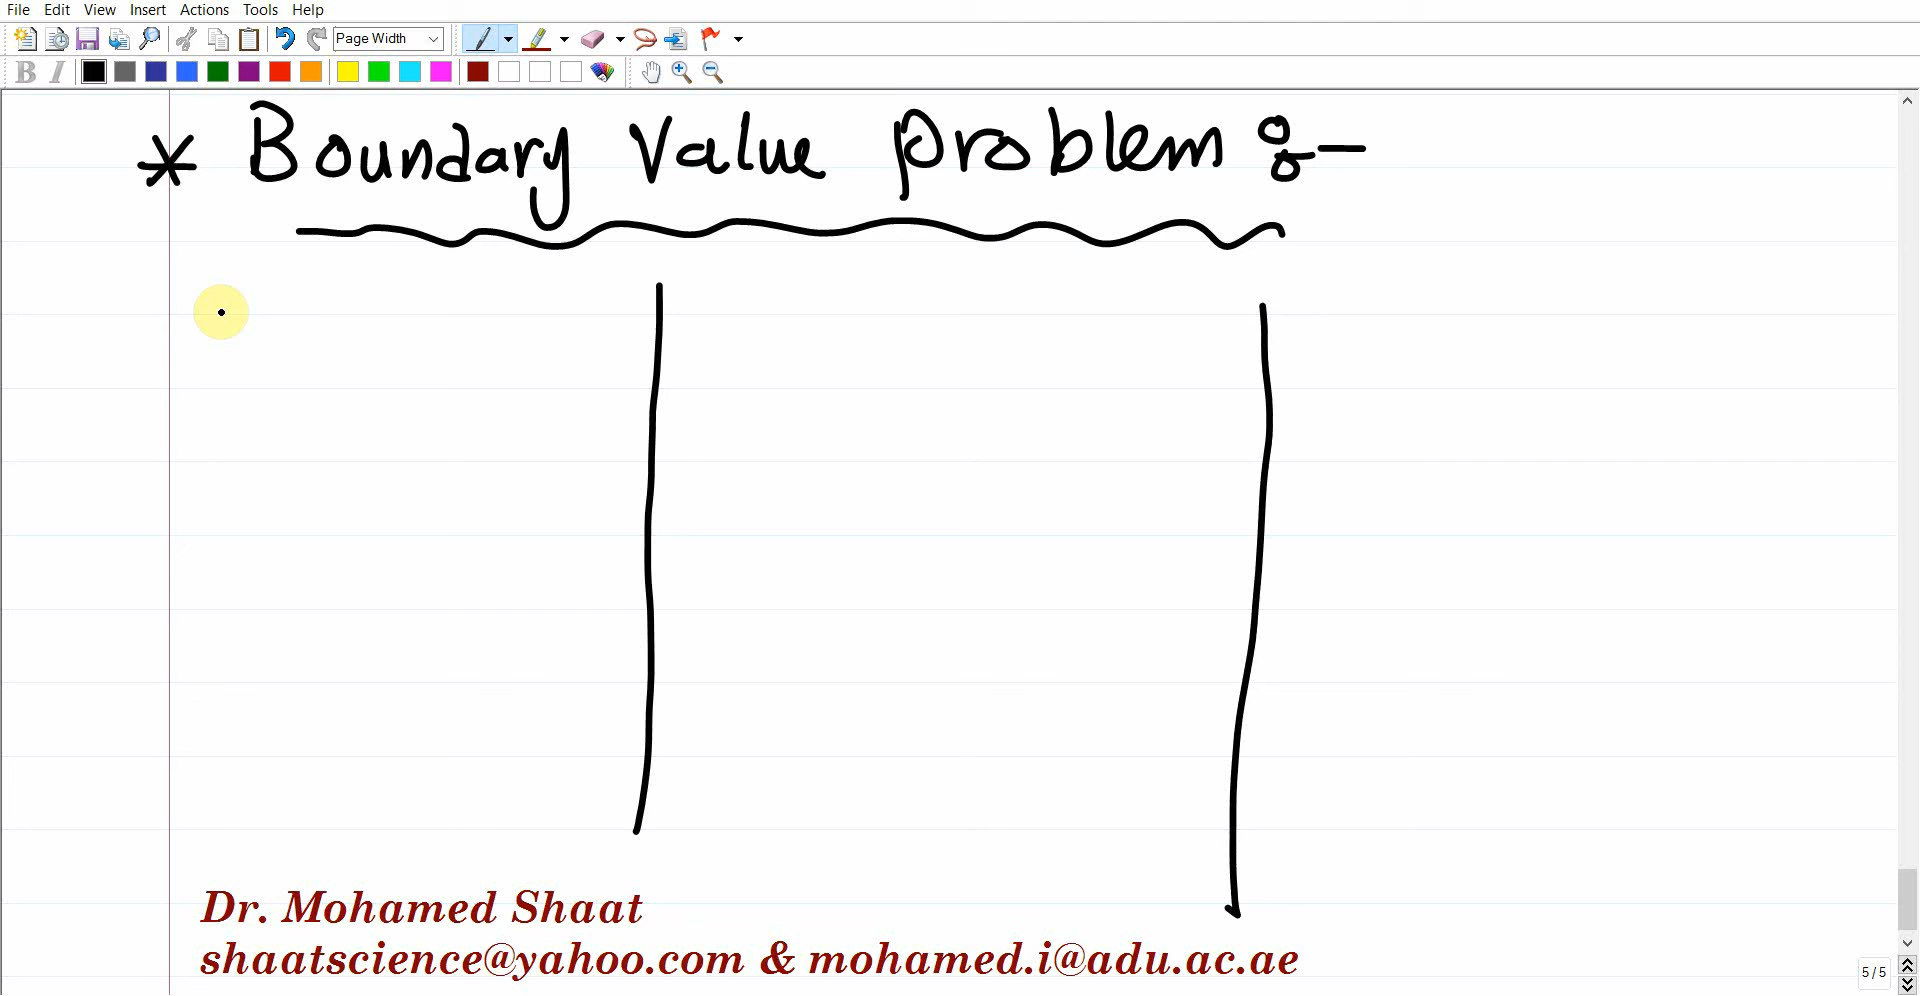 File Edit View Insert Actions Tools Help
Page Width
B I
* Boundary Value Problem :-
Dr. Mohamed Shaat
shaatscience@yahoo.com & mohamed.i@adu.ac.ae
5 / 5